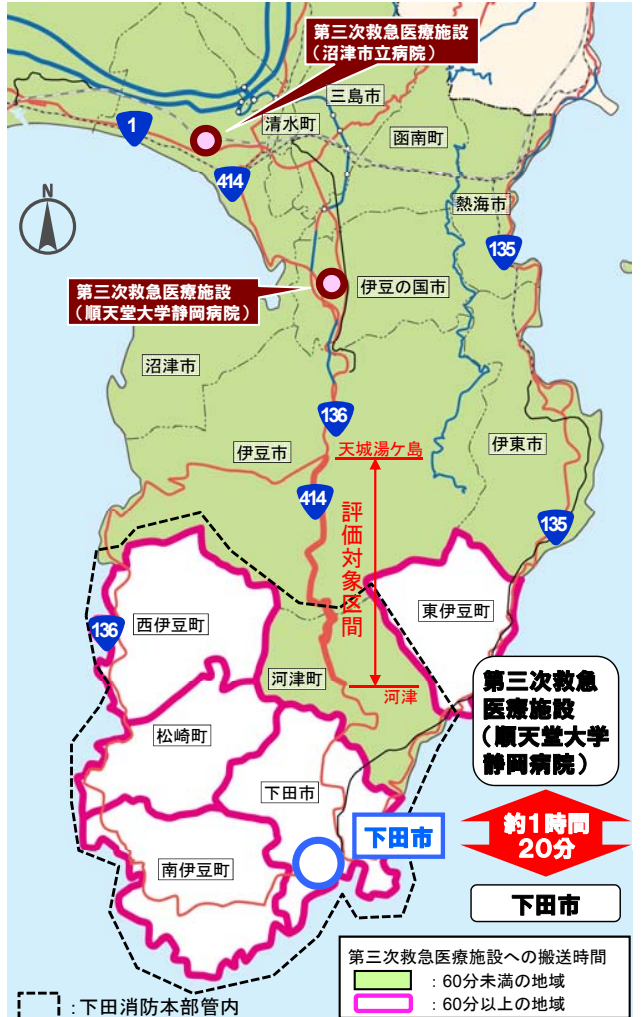 第三次救急医療施設
（沼津市立病院）
三島市
1
清水町
函南町
414
N
熱海市
135
第三次救急医療施設
（順天堂大学静岡病院）
伊豆の国市
沼津市
136
伊豆市
天城湯ケ島
伊東市
414
評価対象区間
135
136
西伊豆町
東伊豆町
河津町
河津
第三次救急
医療施設
（順天堂大学
静岡病院）
松崎町
下田市
下田市
約1時間
20分
南伊豆町
下田市
第三次救急医療施設への搬送時間
：60分未満の地域
：60分以上の地域
：下田消防本部管内